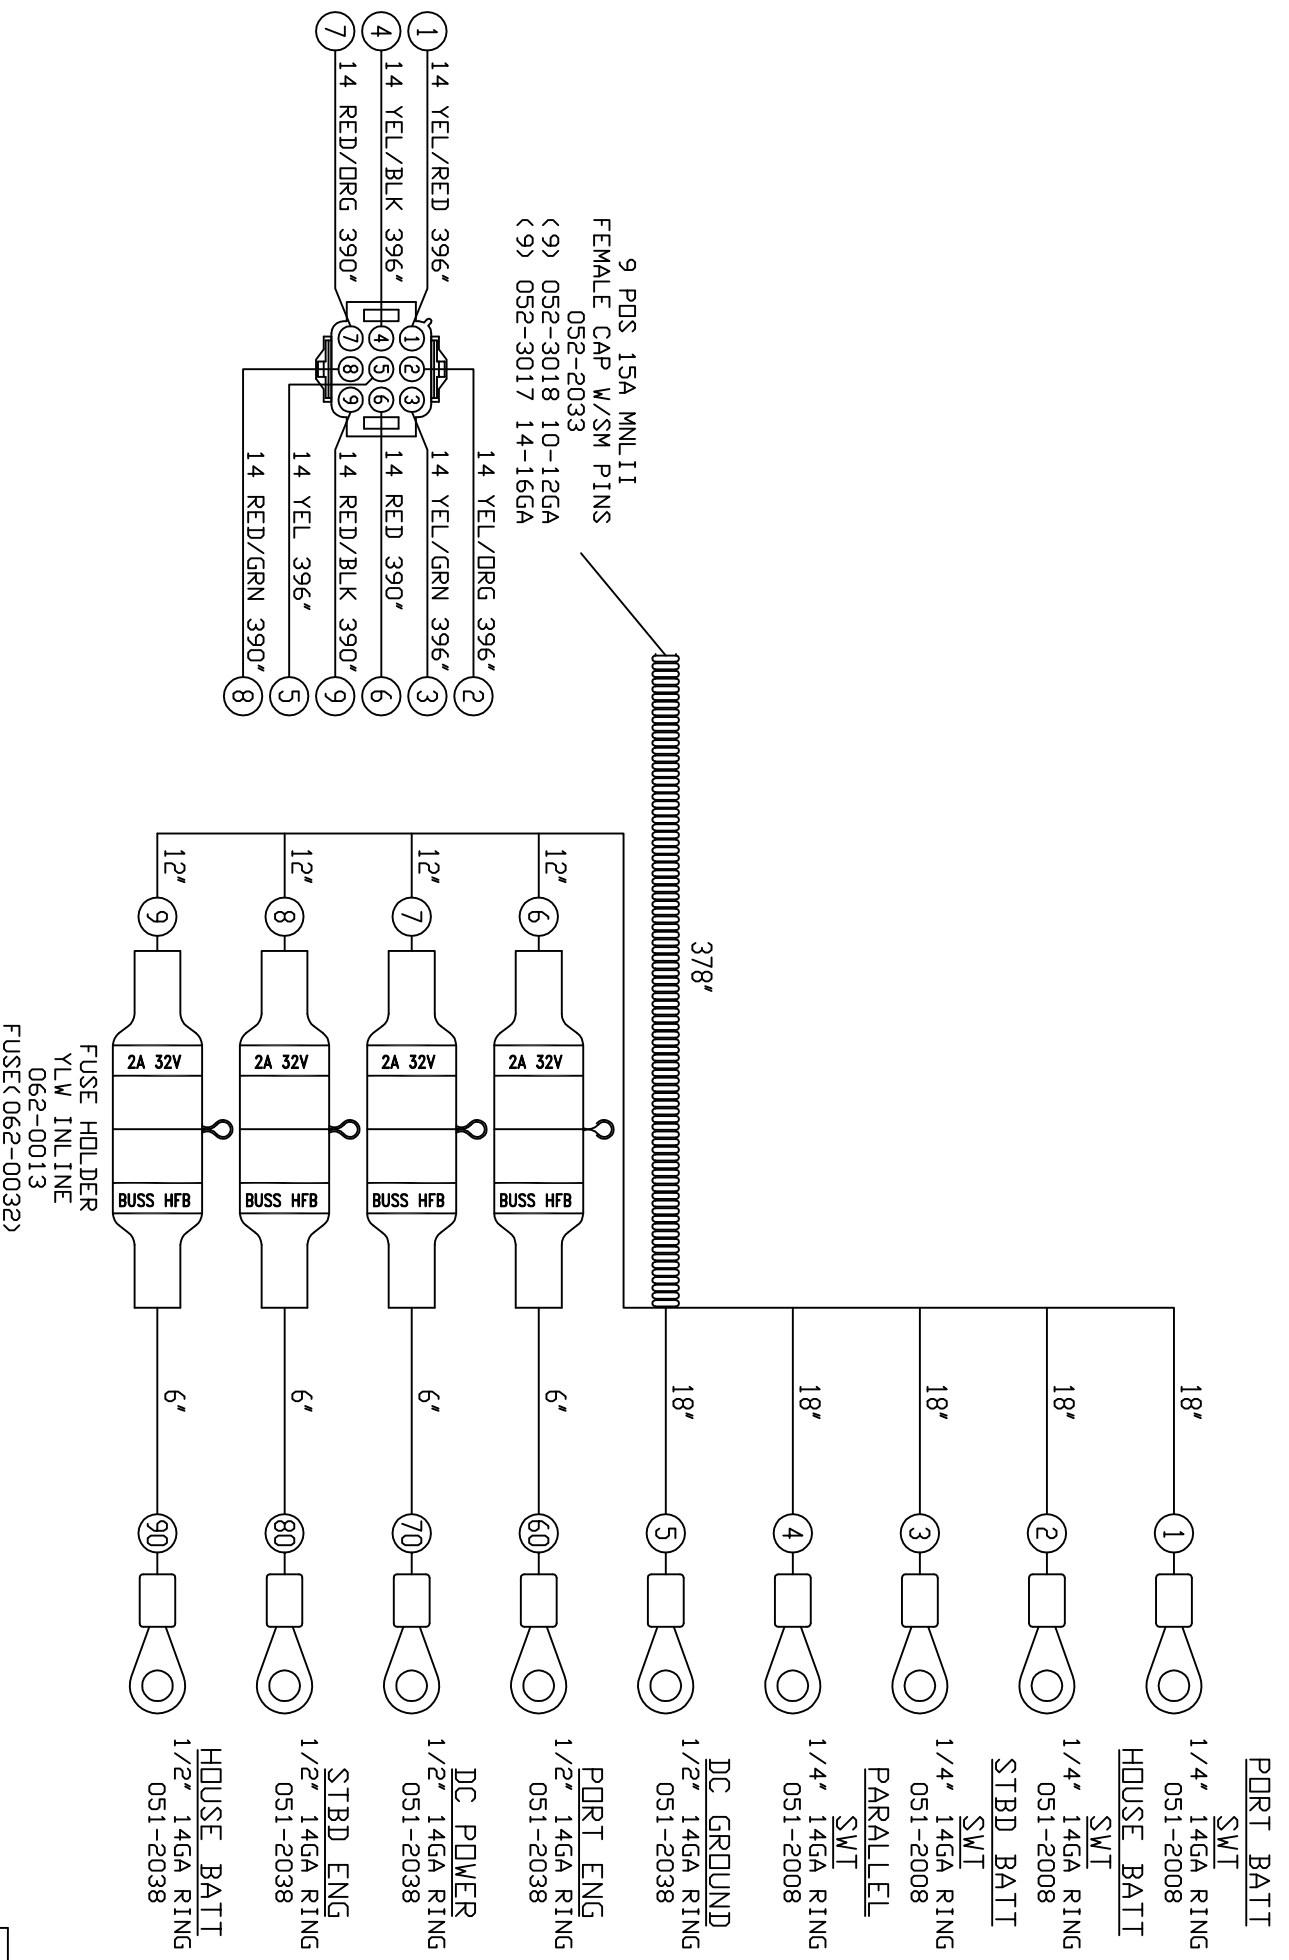 PORT BATT
SWT
1/4" 14GA RING
051-2008
HOUSE BATT
SWT
1/4" 14GA RING
051-2008
STBD BATT
SWT
1/4" 14GA RING
051-2008
PARALLEL
SWT
1/4" 14GA RING
051-2008
DC GROUND
1/2" 14GA RING
051-2038
PORT ENG
1/2" 14GA RING
051-2038
DC POWER
1/2" 14GA RING
051-2038
STBD ENG
1/2" 14GA RING
051-2038
HOUSE BATT
1/2" 14GA RING
051-2038
18" 1
18" 2
18" 3
18" 4
18" 5
378"
12" 6 2A 32V BUSS HFB 6" 60
12" 7 2A 32V BUSS HFB 6" 70
12" 8 2A 32V BUSS HFB 6" 80
12" 9 2A 32V BUSS HFB 6" 90
FUSE HOLDER
YLW INLINE
062-0013
FUSE(062-0032)
9 POS 15A MNLII
FEMALE CAP W/SM PINS
052-2033
(9) 052-3018 10-12GA
(9) 052-3017 14-16GA
1 14 YEL/RED 396"
4 14 YEL/BLK 396"
7 14 RED/ORG 390"
1 2 3
4 5 6
7 8 9
14 YEL/ORG 396" 2
14 YEL/GRN 396" 3
14 RED 390" 6
14 RED/BLK 390" 9
14 YEL 396" 5
14 RED/GRN 390" 8